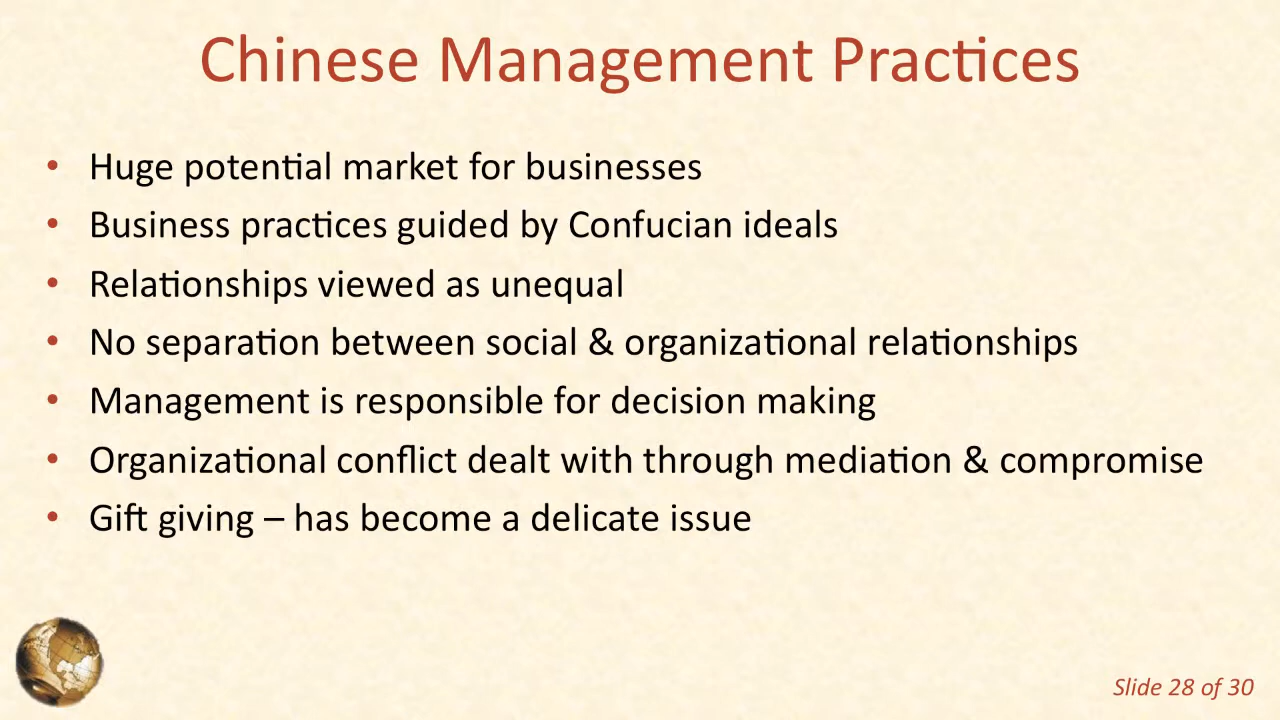 Chinese Management Practices
• Huge potential market for businesses
• Business practices guided by Confucian ideals
• Relationships viewed as unequal
• No separation between social & organizational relationships
• Management is responsible for decision making
• Organizational conflict dealt with through mediation & compromise
• Gift giving – has become a delicate issue
Slide 28 of 30